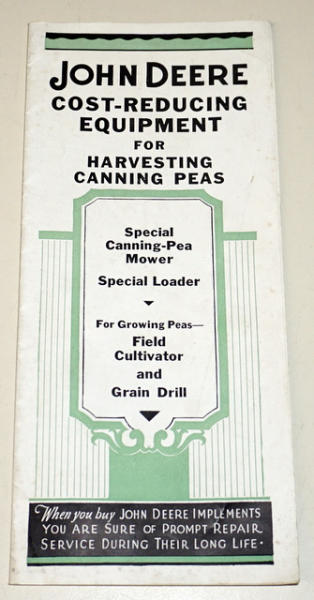 JOHN DEERE
COST-REDUCING
EQUIPMENT
FOR
HARVESTING
CANNING PEAS
Special
Canning-Pea
Mower
Special Loader
For Growing Peas—
Field
Cultivator
and
Grain Drill
When you buy JOHN DEERE IMPLEMENTS
YOU ARE SURE OF PROMPT REPAIR
SERVICE DURING THEIR LONG LIFE·